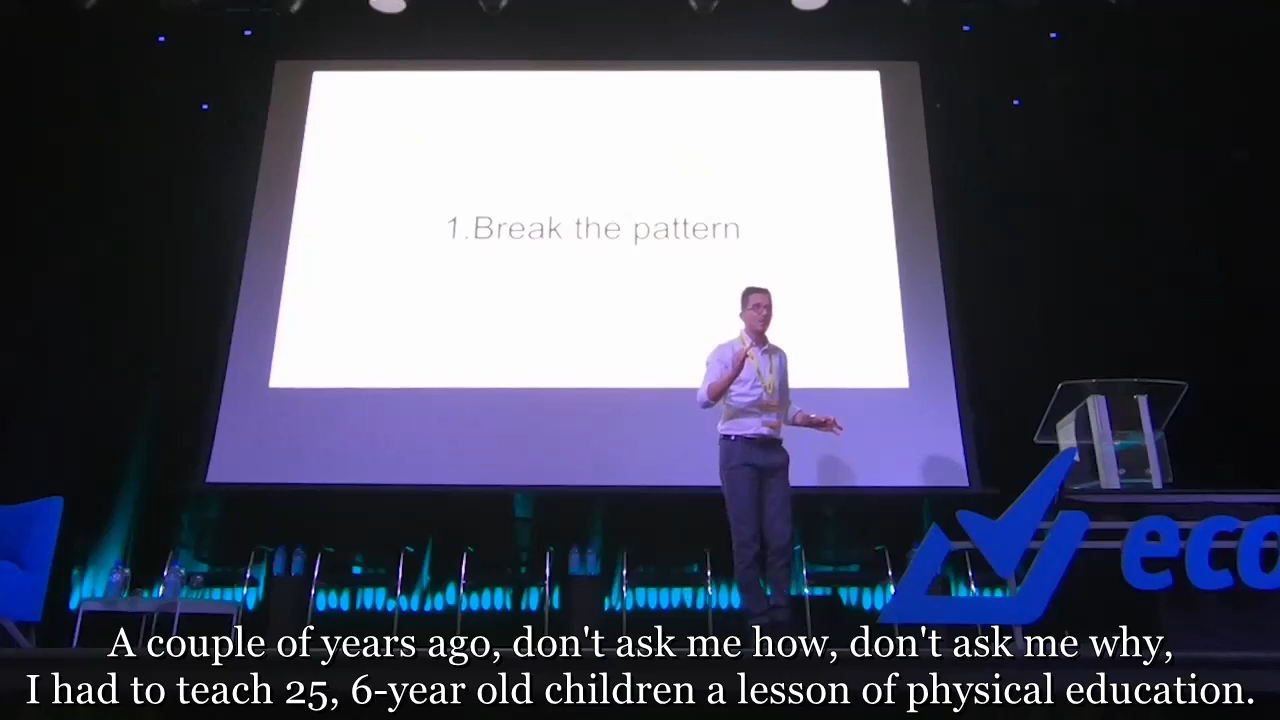 1.Break the pattern
eco
A couple of years ago, don't ask me how, don't ask me why,
I had to teach 25, 6-year old children a lesson of physical education.